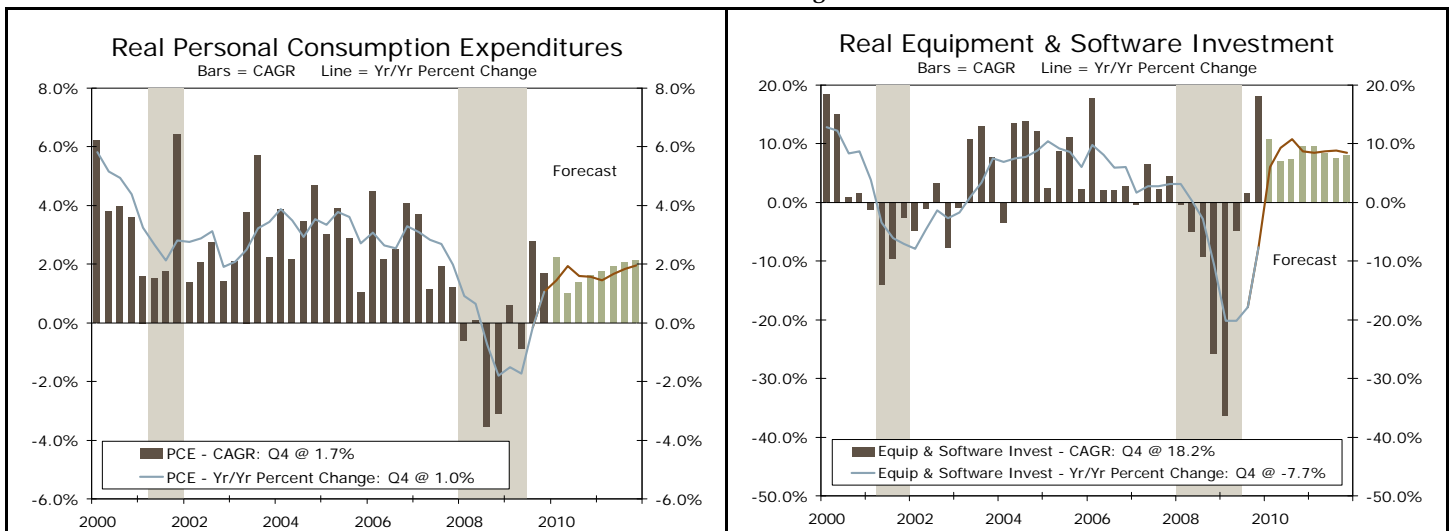 Real Personal Consumption Expenditures
Bars = CAGR Line = Yr/Yr Percent Change
8.0% 8.0%
6.0% 6.0%
Forecast
4.0% 4.0%
2.0% 2.0%
0.0% 0.0%
-2.0% -2.0%
-4.0% -4.0%
PCE - CAGR: Q4 @ 1.7%
PCE - Yr/Yr Percent Change: Q4 @ 1.0%
-6.0% -6.0%
2000 2002 2004 2006 2008 2010
Real Equipment & Software Investment
Bars = CAGR Line = Yr/Yr Percent Change
20.0% 20.0%
10.0% 10.0%
0.0% 0.0%
Forecast
-10.0% -10.0%
-20.0% -20.0%
-30.0% -30.0%
-40.0% -40.0%
Equip & Software Invest - CAGR: Q4 @ 18.2%
Equip & Software Invest - Yr/Yr Percent Change: Q4 @ -7.7%
-50.0% -50.0%
2000 2002 2004 2006 2008 2010